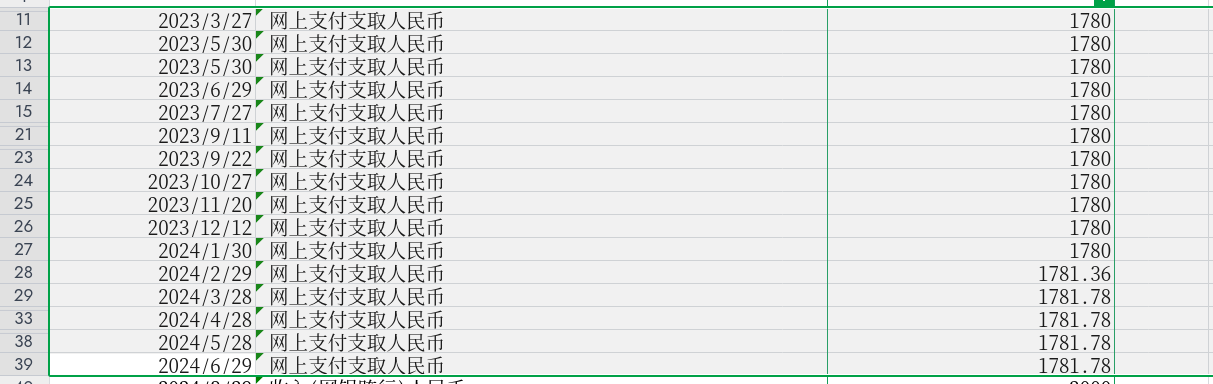 11 2023/3/27 网上支付支取人民币 1780
12 2023/5/30 网上支付支取人民币 1780
13 2023/5/30 网上支付支取人民币 1780
14 2023/6/29 网上支付支取人民币 1780
15 2023/7/27 网上支付支取人民币 1780
21 2023/9/11 网上支付支取人民币 1780
23 2023/9/22 网上支付支取人民币 1780
24 2023/10/27 网上支付支取人民币 1780
25 2023/11/20 网上支付支取人民币 1780
26 2023/12/12 网上支付支取人民币 1780
27 2024/1/30 网上支付支取人民币 1780
28 2024/2/29 网上支付支取人民币 1781.36
29 2024/3/28 网上支付支取人民币 1781.78
33 2024/4/28 网上支付支取人民币 1781.78
38 2024/5/28 网上支付支取人民币 1781.78
39 2024/6/29 网上支付支取人民币 1781.78